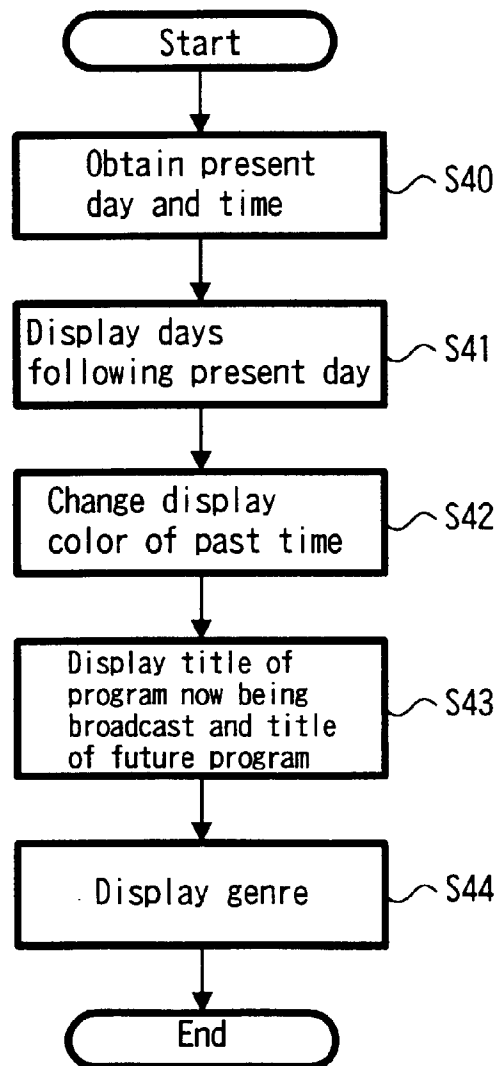 Start
Obtain present
day and time
S40
Display days
following present day
S41
Change display
color of past time
S42
Display title of
program now being
broadcast and title
of future program
S43
Display genre
S44
End